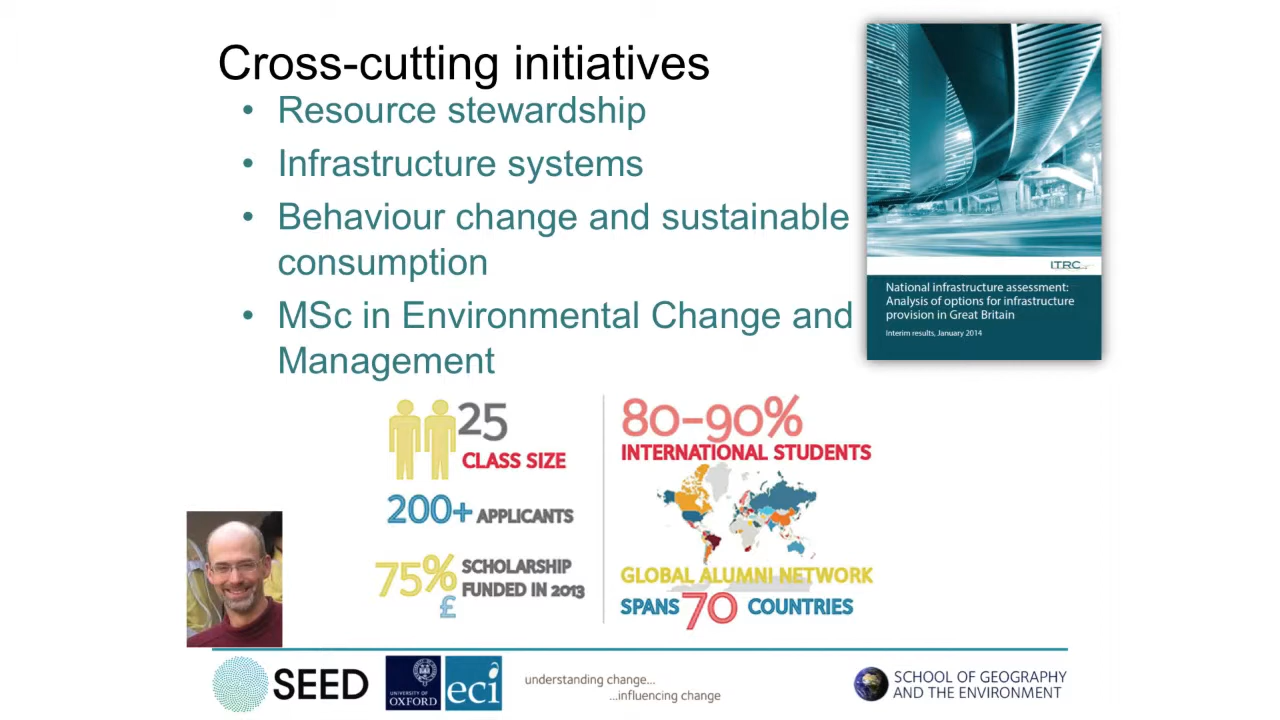 Cross-cutting initiatives
• Resource stewardship
• Infrastructure systems
• Behaviour change and sustainable
consumption
• MSc in Environmental Change and
Management
ITRC
National infrastructure assessment:
Analysis of options for infrastructure
provision in Great Britain
Interim results, January 2014
25
CLASS SIZE
200+ APPLICANTS
75% SCHOLARSHIP
£ FUNDED IN 2013
80-90%
INTERNATIONAL STUDENTS
GLOBAL ALUMNI NETWORK
SPANS 70 COUNTRIES
SEED
UNIVERSITY OF
OXFORD
eci
understanding change...
...influencing change
SCHOOL OF GEOGRAPHY
AND THE ENVIRONMENT